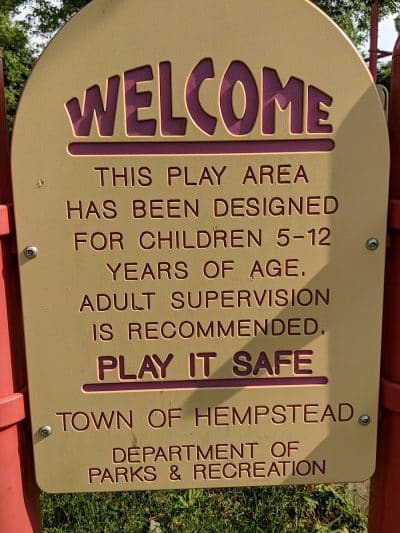 WELCOME
THIS PLAY AREA
HAS BEEN DESIGNED
FOR CHILDREN 5-12
YEARS OF AGE.
ADULT SUPERVISION
IS RECOMMENDED.
PLAY IT SAFE
TOWN OF HEMPSTEAD
DEPARTMENT OF
PARKS & RECREATION